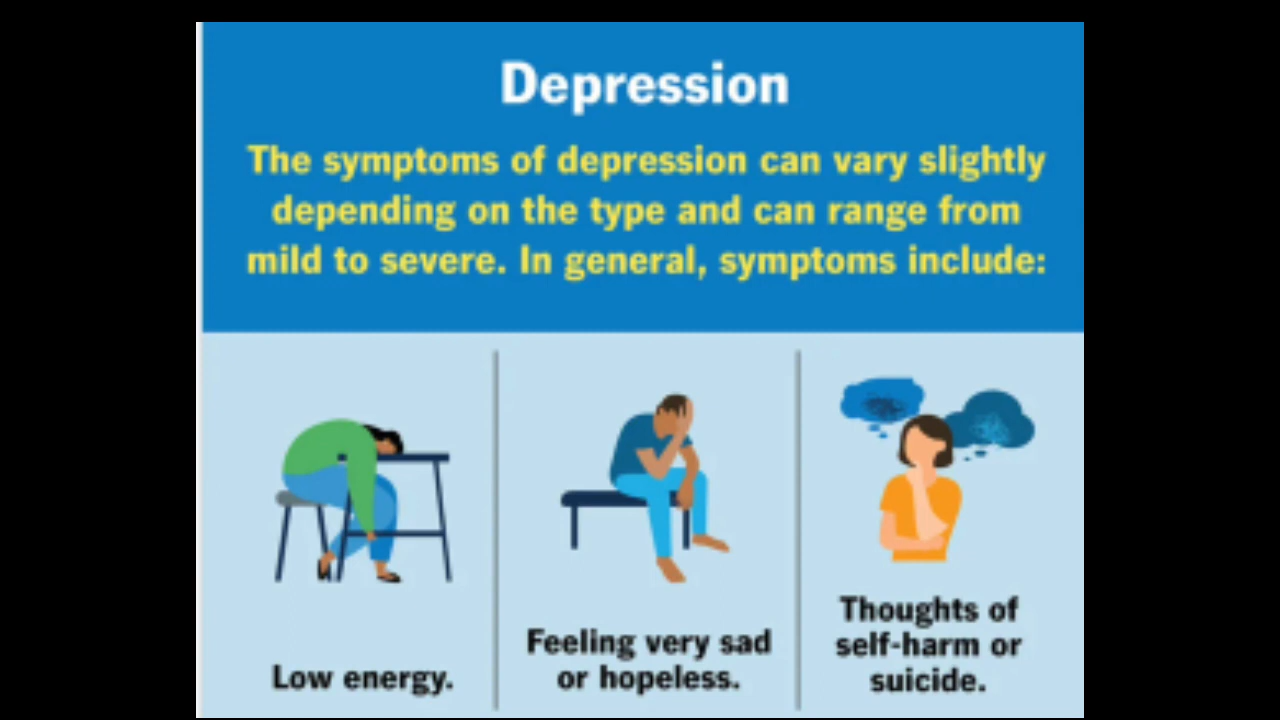 Depression
The symptoms of depression can vary slightly
depending on the type and can range from
mild to severe. In general, symptoms include:
Low energy.
Feeling very sad
or hopeless.
Thoughts of
self-harm or
suicide.